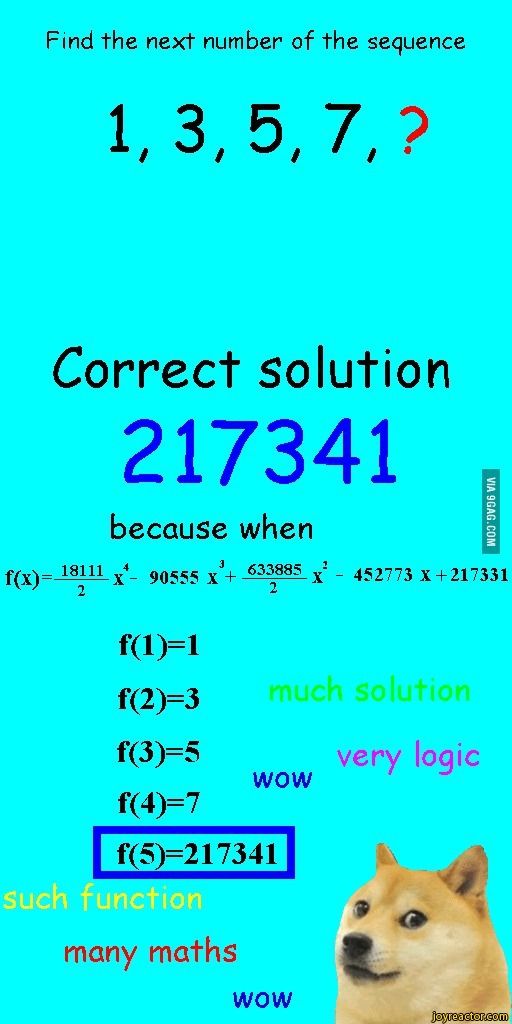 Find the next number of the sequence
1, 3, 5, 7, ?
Correct solution
217341
VIA 9GAG.COM
because when
f(x)= 18111/2 x⁴ - 90555 x³ + 633885/2 x² - 452773 x + 217331
f(1)=1
f(2)=3
much solution
f(3)=5
very logic
wow
f(4)=7
f(5)=217341
such function
many maths
wow
joyreactor.com